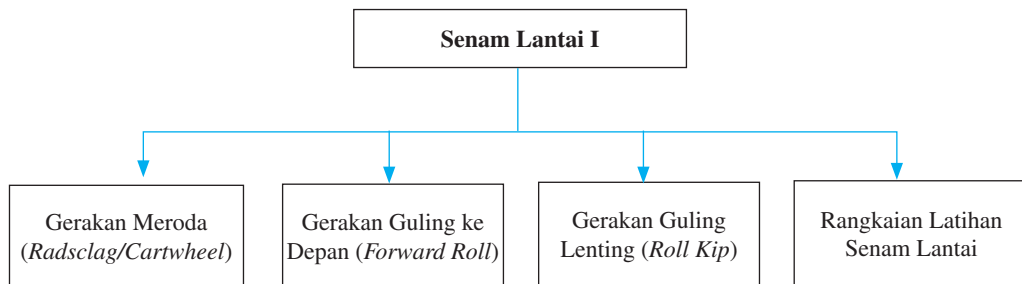 Senam Lantai I
Gerakan Meroda
(Radsclag/Cartwheel)
Gerakan Guling ke
Depan (Forward Roll)
Gerakan Guling
Lenting (Roll Kip)
Rangkaian Latihan
Senam Lantai